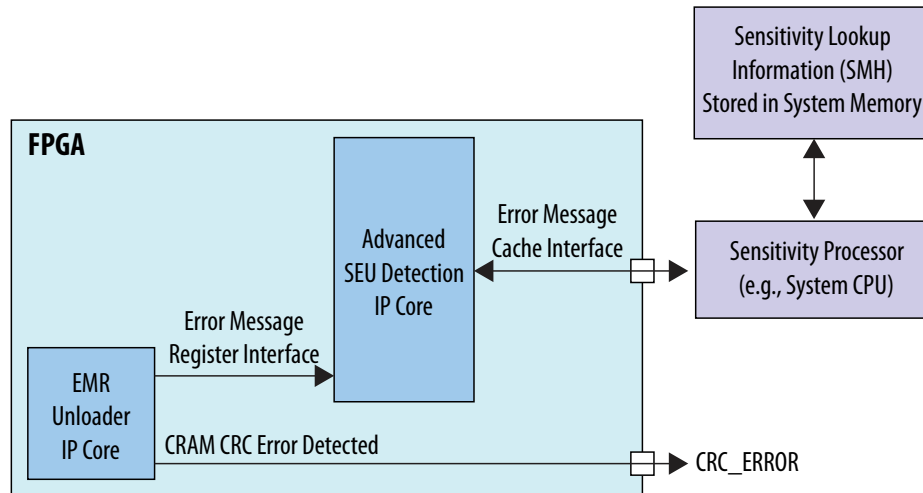 Sensitivity Lookup
Information (SMH)
Stored in System Memory
FPGA
Advanced
SEU Detection
IP Core
Error Message
Cache Interface
Sensitivity Processor
(e.g., System CPU)
Error Message
Register Interface
EMR
Unloader
IP Core
CRAM CRC Error Detected
CRC_ERROR